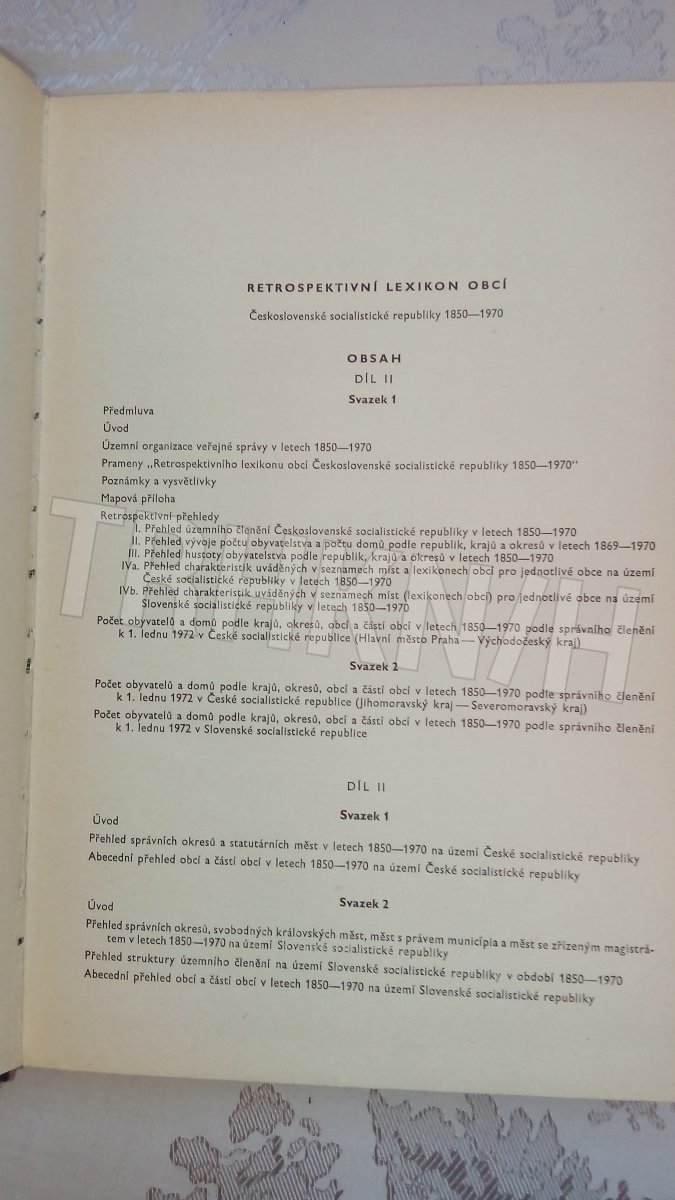 RETROSPEKTIVNÍ LEXIKON OBCÍ
Československé socialistické republiky 1850—1970
OBSAH
DÍL II
Svazek 1
Předmluva
Úvod
Územní organizace veřejné správy v letech 1850—1970
Prameny „Retrospektivního lexikonu obcí Československé socialistické republiky 1850—1970"
Poznámky a vysvětlivky
Mapová příloha
Retrospektivní přehledy
I. Přehled územního členění Československé socialistické republiky v letech 1850—1970
II. Přehled vývoje počtu obyvatelstva a počtu domů podle republik, krajů a okresů v letech 1869—1970
III. Přehled hustoty obyvatelstva podle republik, krajů a okresů v letech 1850—1970
IVa. Přehled charakteristik uváděných v seznamech míst a lexikonech obcí pro jednotlivé obce na území
České socialistické republiky v letech 1850—1970
IVb. Přehled charakteristik uváděných v seznamech míst (lexikonech obcí) pro jednotlivé obce na území
Slovenské socialistické republiky v letech 1850—1970
Počet obyvatelů a domů podle krajů, okresů, obcí a částí obcí v letech 1850—1970 podle správního členění
k 1. lednu 1972 v České socialistické republice (Hlavní město Praha — Východočeský kraj)
Svazek 2
Počet obyvatelů a domů podle krajů, okresů, obcí a částí obcí v letech 1850—1970 podle správního členění
k 1. lednu 1972 v České socialistické republice (Jihomoravský kraj — Severomoravský kraj)
Počet obyvatelů a domů podle krajů, okresů, obcí a částí obcí v letech 1850—1970 podle správního členění
k 1. lednu 1972 v Slovenské socialistické republice
DÍL II
Svazek 1
Úvod
Přehled správních okresů a statutárních měst v letech 1850—1970 na území České socialistické republiky
Abecední přehled obcí a částí obcí v letech 1850—1970 na území České socialistické republiky
Svazek 2
Úvod
Přehled správních okresů, svobodných královských měst, měst s právem municípia a měst se zřízeným magistrá-
tem v letech 1850—1970 na území Slovenské socialistické republiky
Přehled struktury územního členění na území Slovenské socialistické republiky v období 1850—1970
Abecední přehled obcí a částí obcí v letech 1850—1970 na území Slovenské socialistické republiky